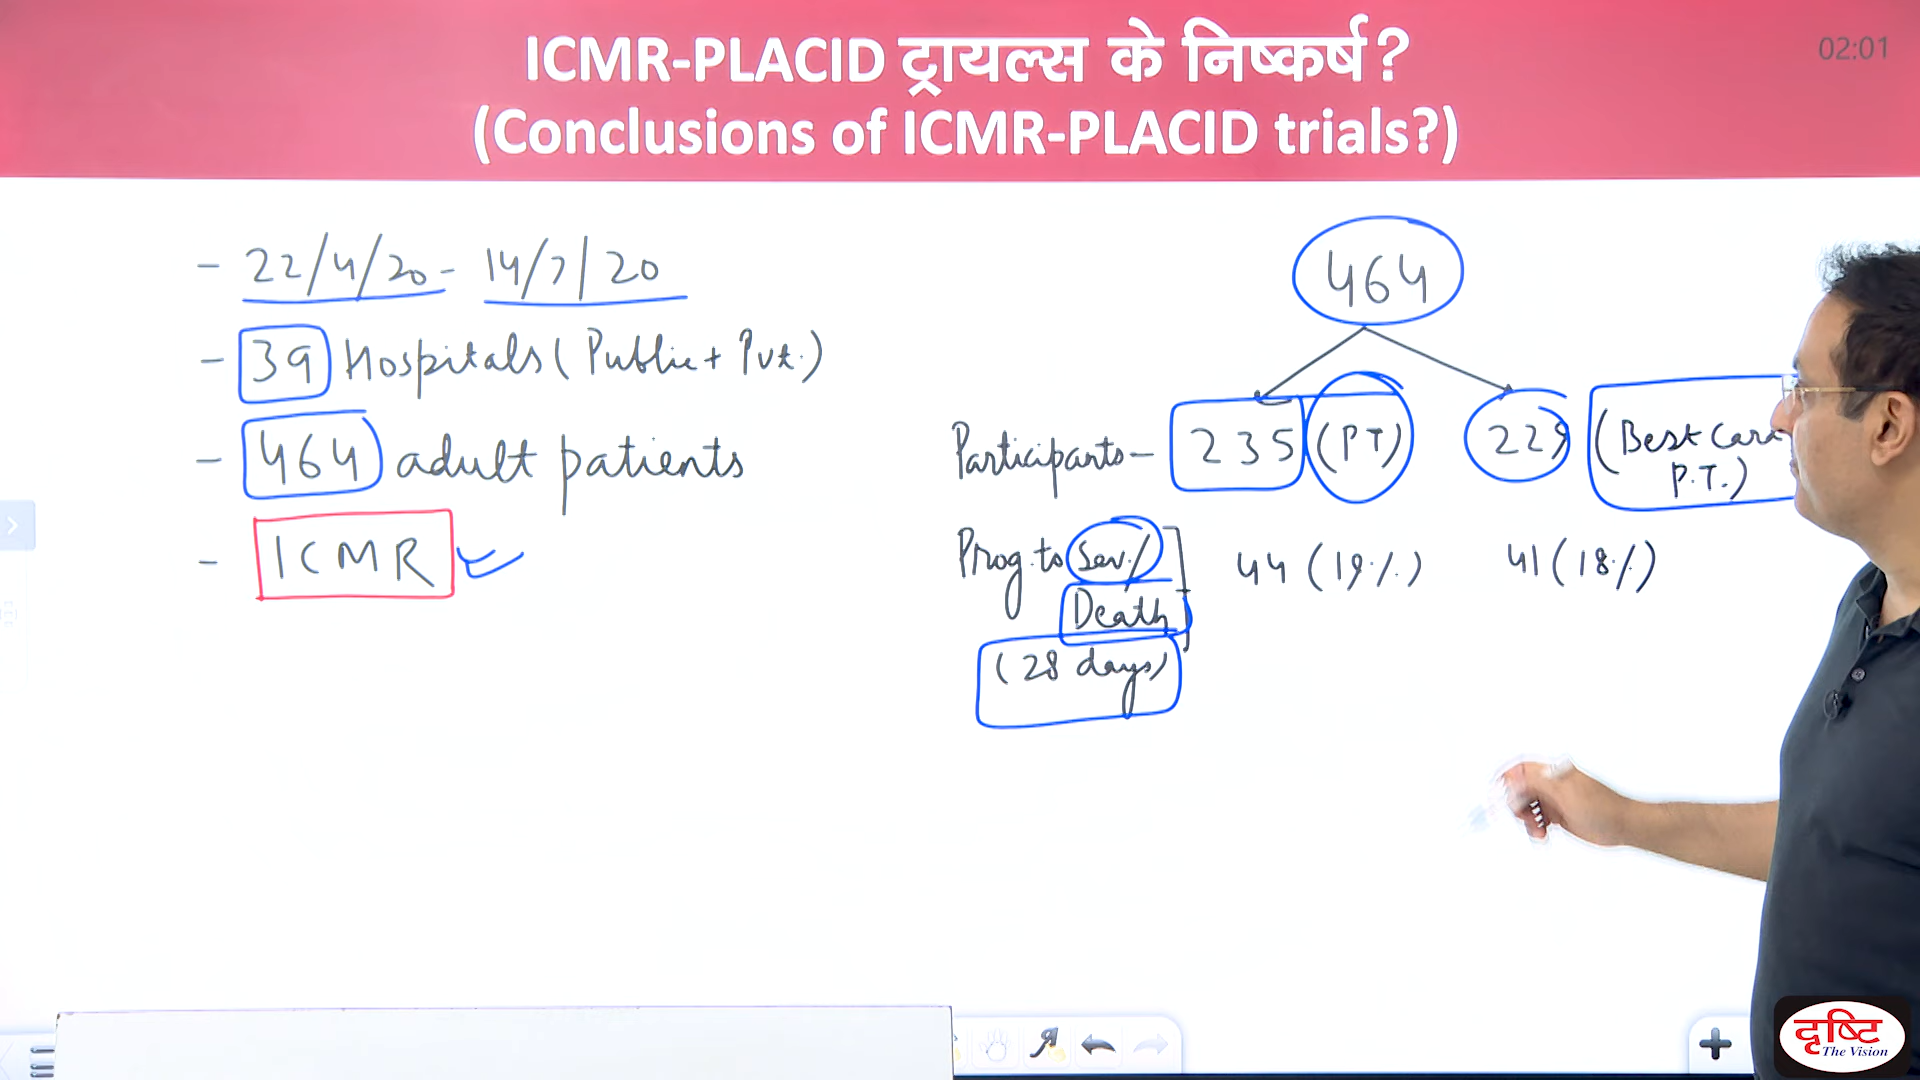 ICMR-PLACID ट्रायल्स के निष्कर्ष?
(Conclusions of ICMR-PLACID trials?)
02:01
- 22/4/20 - 14/7/20
- 39 Hospitals (Public + Pvt.)
- 464 adult patients
- ICMR
464
Participants - 235 (PT) 229 (Best Care
P.T.)
Prog. to Sev./ 44 (19%) 41 (18%)
Death
(28 days)
दृष्टि
The Vision